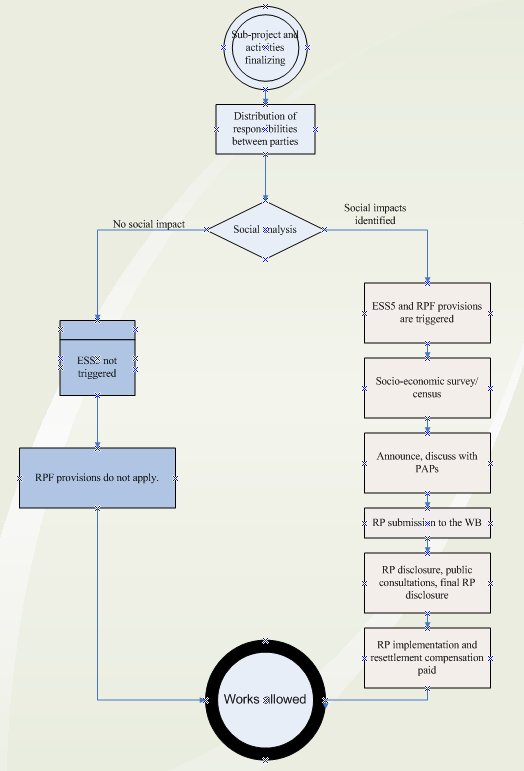 Sub-project and
activities
finalizing
Distribution of
responsibilities
between parties
Social analysis
No social impact
Social impacts
identified
ESS5 not
triggered
RPF provisions do not apply.
ESS5 and RPF provisions
are triggered
Socio-economic survey/
census
Announce, discuss with
PAPs
RP submission to the WB
RP disclosure, public
consultations, final RP
disclosure
RP implementation and
resettlement compensation
paid
Works allowed